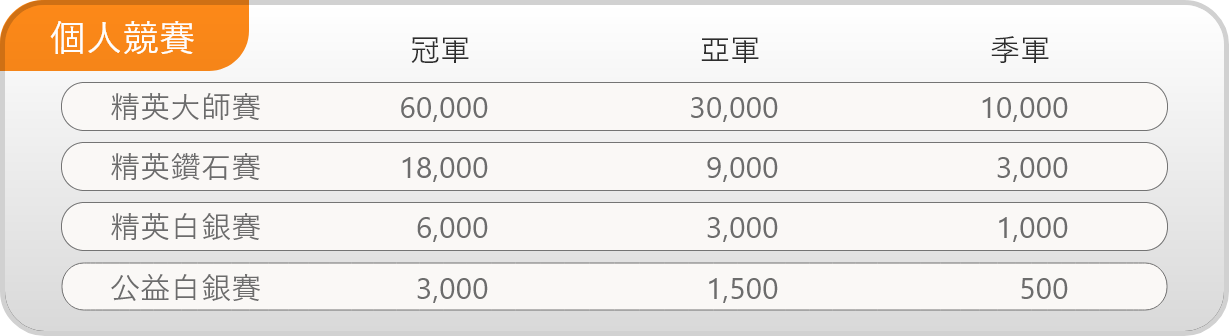 個人競賽
冠軍 亞軍 季軍
精英大師賽 60,000 30,000 10,000
精英鑽石賽 18,000 9,000 3,000
精英白銀賽 6,000 3,000 1,000
公益白銀賽 3,000 1,500 500